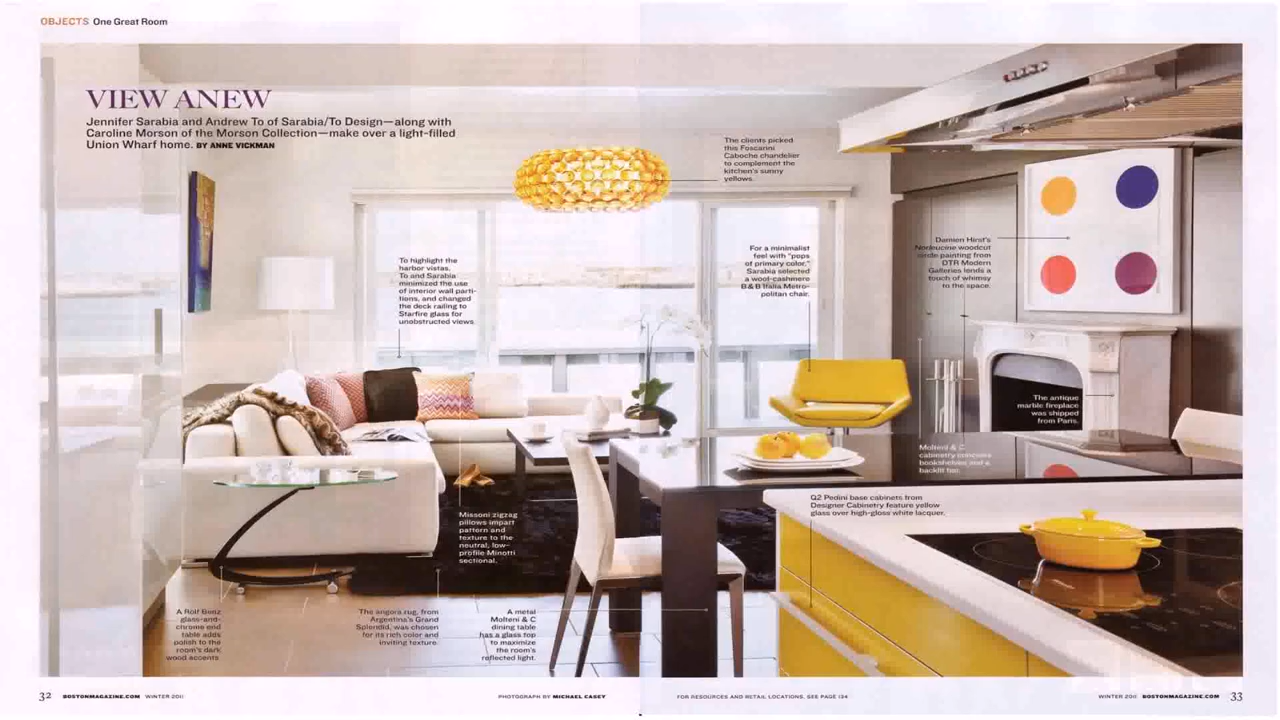 OBJECTS One Great Room
VIEW ANEW
Jennifer Sarabia and Andrew To of Sarabia/To Design—along with
Caroline Morson of the Morson Collection—make over a light-filled
Union Wharf home. BY ANNE VICKMAN
The clients picked
this Foscarini
Caboche chandelier
to complement the
kitchen's sunny
yellows.
To highlight the
harbor vistas,
To and Sarabia
minimized the use
of interior wall parti-
tions, and changed
the deck railing to
Starfire glass for
unobstructed views.
For a minimalist
feel with "pops
of primary color,"
Sarabia selected
a wool-cashmere
B&B Italia Metro-
politan chair.
Damien Hirst's
woodcut
circle painting from
DTR Modern
Galleries lends a
touch of whimsy
to the space.
The antique
marble fireplace
was shipped
from Paris.
Molteni & C
cabinetry conceals
bookshelves and a
backlit bar.
Q2 Pedini base cabinets from
Designer Cabinetry feature yellow
glass over high-gloss white lacquer.
Missoni zigzag
pillows impart
pattern and
texture to the
neutral, low-
profile Minotti
sectional.
A Rolf Benz
glass-and-
chrome end
table adds
polish to the
room's dark
wood accents.
The angora rug, from
Argentina's Grand
Splendid, was chosen
for its rich color and
inviting texture.
A metal
Molteni & C
dining table
has a glass top
to maximize
the room's
reflected light.
32 BOSTONMAGAZINE.COM WINTER 2011
PHOTOGRAPH BY MICHAEL CASEY
FOR RESOURCES AND RETAIL LOCATIONS, SEE PAGE 134
WINTER 2011 BOSTONMAGAZINE.COM 33